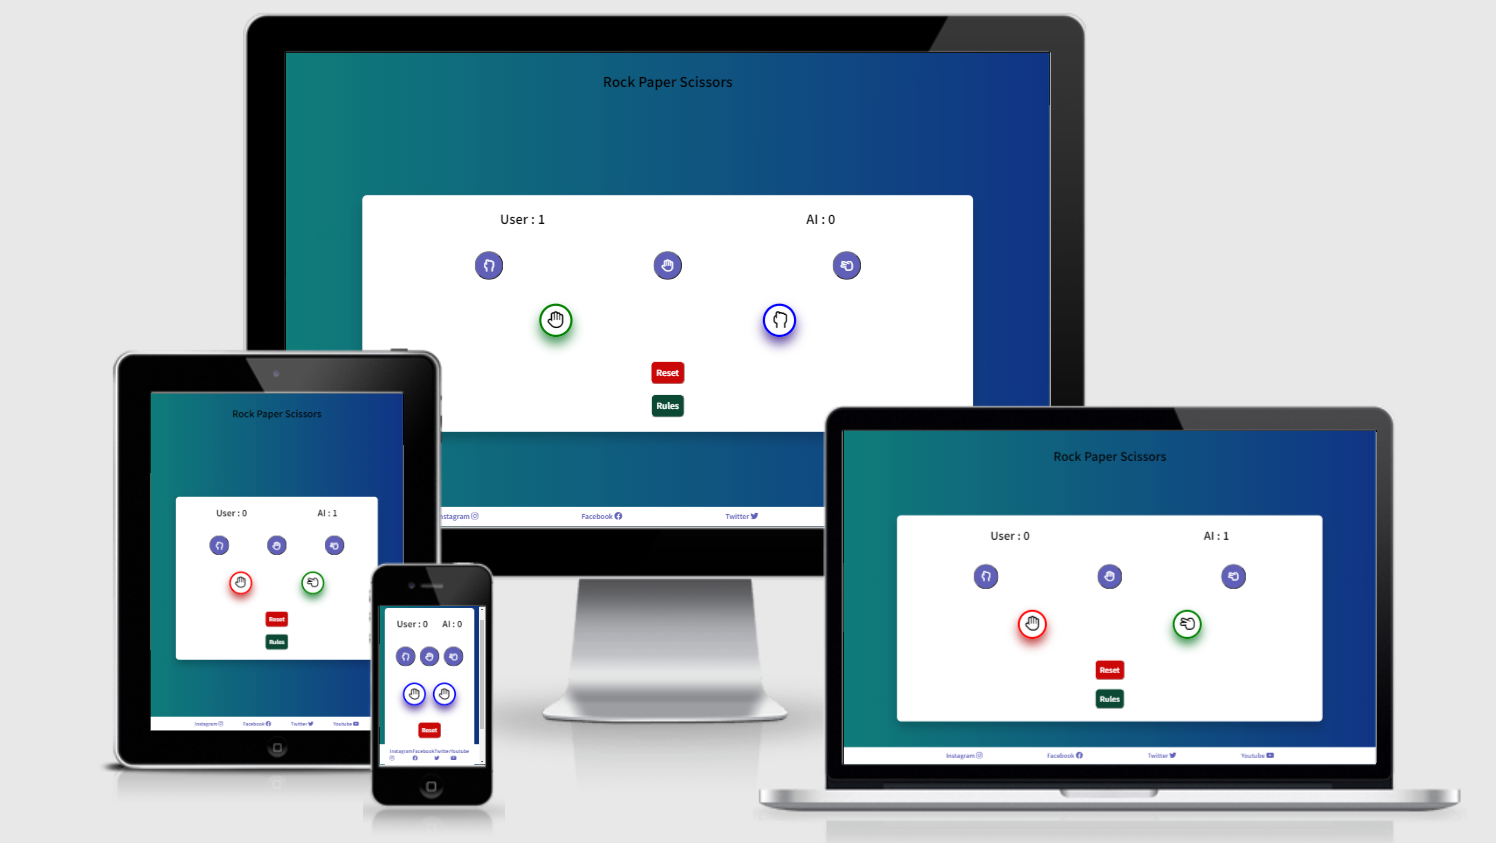 Rock Paper Scissors
User : 1 AI : 0
Reset
Rules
nstagram Facebook Twitter
Rock Paper Scissors
User : 0 AI : 1
Reset
Rules
Instagram Facebook Twitter Youtube
User : 0 AI : 0
Reset
Instagram Facebook Twitter Youtube
Rock Paper Scissors
User : 0 AI : 1
Reset
Rules
Instagram Facebook Twitter Youtube